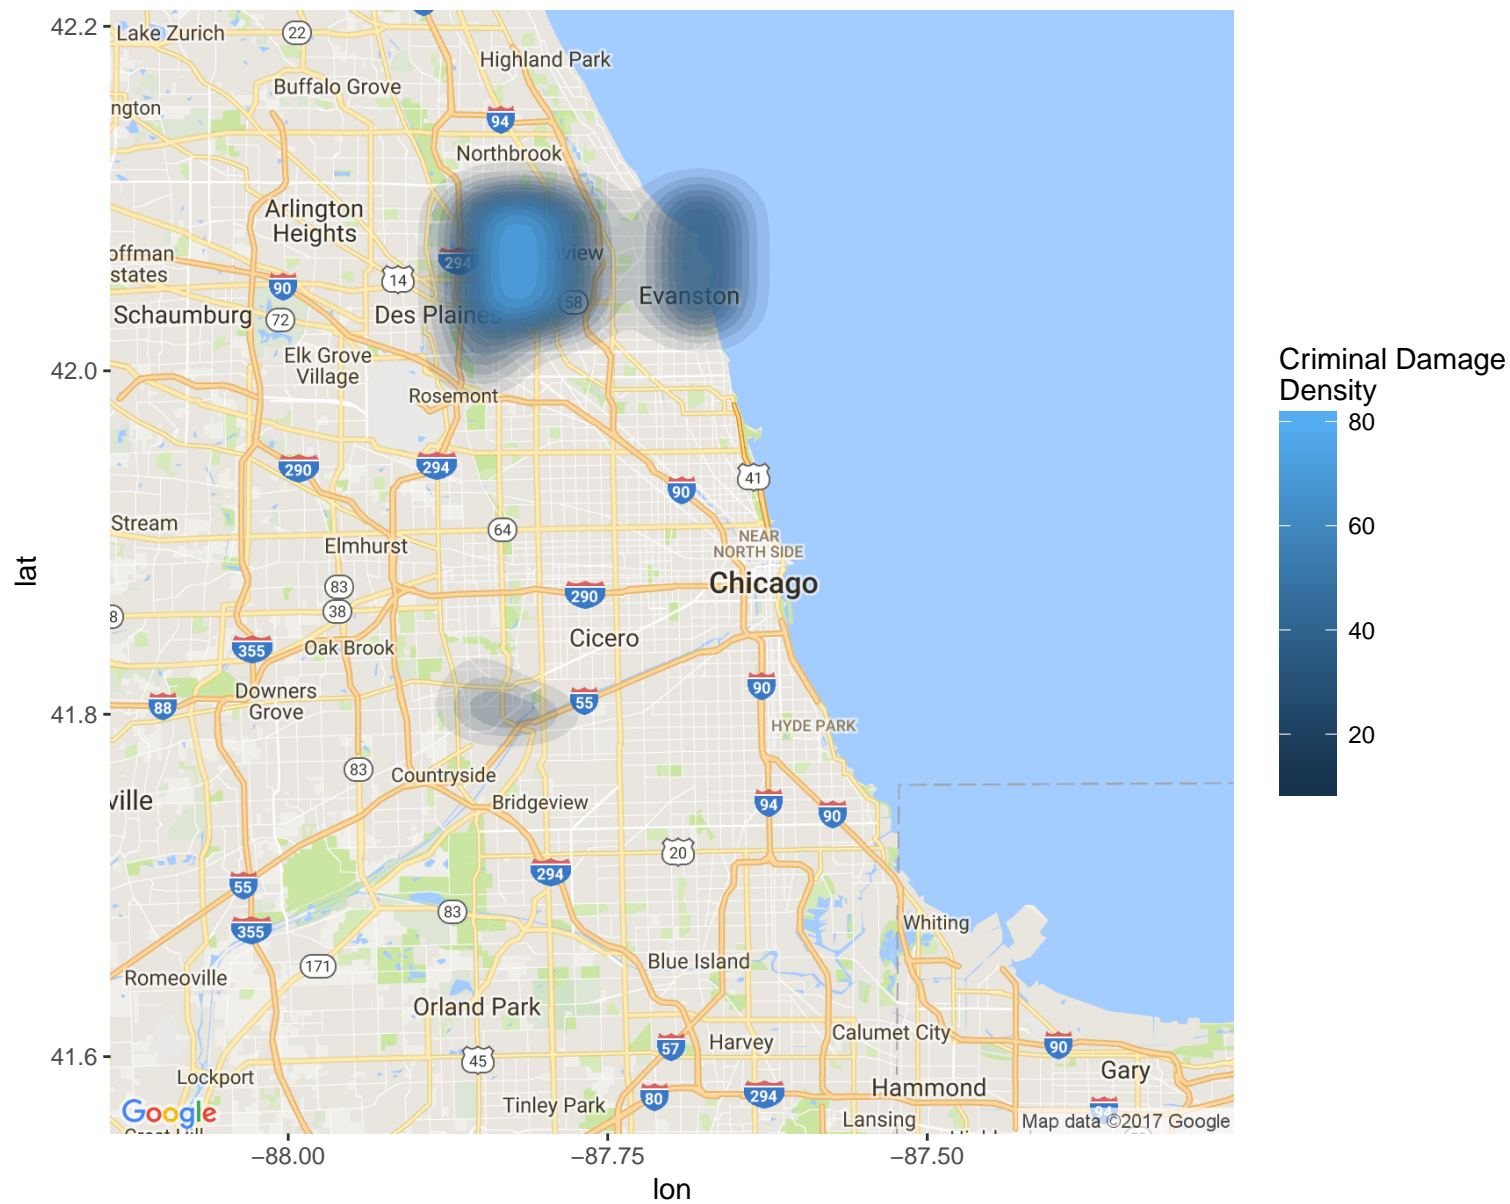 42.2
42.0
41.8
41.6
lat
Lake Zurich
22
Highland Park
Buffalo Grove
ngton
94
Northbrook
Arlington
Heights
offman
states
294
nview
14
90
58
Evanston
Schaumburg
72
Des Plaines
Elk Grove
Village
Rosemont
290
294
90
41
Stream
64
NEAR
NORTH SIDE
Elmhurst
Chicago
83
290
38
8
Cicero
355
Oak Brook
Downers
Grove
88
55
90
HYDE PARK
83
Countryside
ville
Bridgeview
94
90
20
294
55
83
355
Whiting
171
Blue Island
Romeoville
Orland Park
Calumet City
57
Harvey
90
45
Gary
Lockport
Hammond
80
294
Tinley Park
94
Google
Lansing
Map data ©2017 Google
Crest Hill
−88.00
−87.75
−87.50
lon
Criminal Damage
Density
80
60
40
20